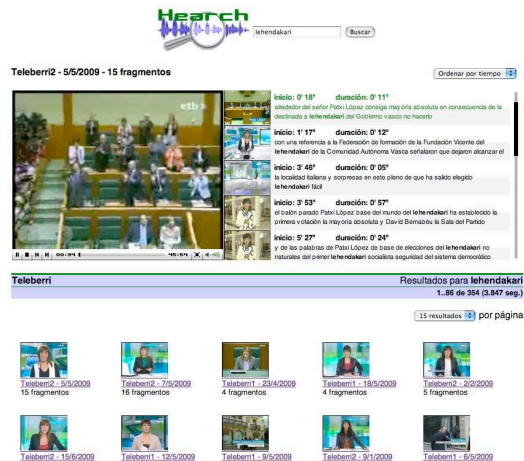 Hearch
lehendakari
Buscar
Teleberri2 - 5/5/2009 - 15 fragmentos
Ordenar por tiempo
etb
inicio: 0' 18" duración: 0' 11"
alrededor del señor Patxi López consiga mayoría absoluta en consecuencia de la
destinada a lehendakari del Gobierno vasco no hacerlo
inicio: 1' 17" duración: 0' 12"
con una referencia a la Federación de formación de la Fundación Vicente del
lehendakari de la Comunidad Autónoma Vasca señalaron que dejaron alcanzar el
inicio: 3' 46" duración: 0' 05"
la localidad italiana y sorpresas en este pleno de que ha salido elegido
lehendakari fácil
inicio: 3' 53" duración: 0' 57"
el balón parado Patxi López base del mundo del lehendakari ha establecido la
primera votación la mayoría absoluta y David Bernabéu la Sala del Partido
inicio: 5' 27" duración: 0' 24"
y de las palabras de Patxi López de base de elecciones del lehendakari no
naturales del primer lehendakari socialista seguridad del sistema democrático
00:34
45:54
Teleberri
Resultados para lehendakari
1..86 de 354 (3.847 seg.)
15 resultados por página
Teleberri2 - 5/5/2009
15 fragmentos
Teleberri2 - 7/5/2009
16 fragmentos
Teleberri1 - 23/4/2009
4 fragmentos
Teleberri1 - 18/5/2009
4 fragmentos
Teleberri2 - 2/2/2009
5 fragmentos
Teleberri2 - 15/6/2009
Teleberri1 - 12/5/2009
Teleberri1 - 9/5/2009
Teleberri2 - 9/1/2009
Teleberri1 - 6/5/2009